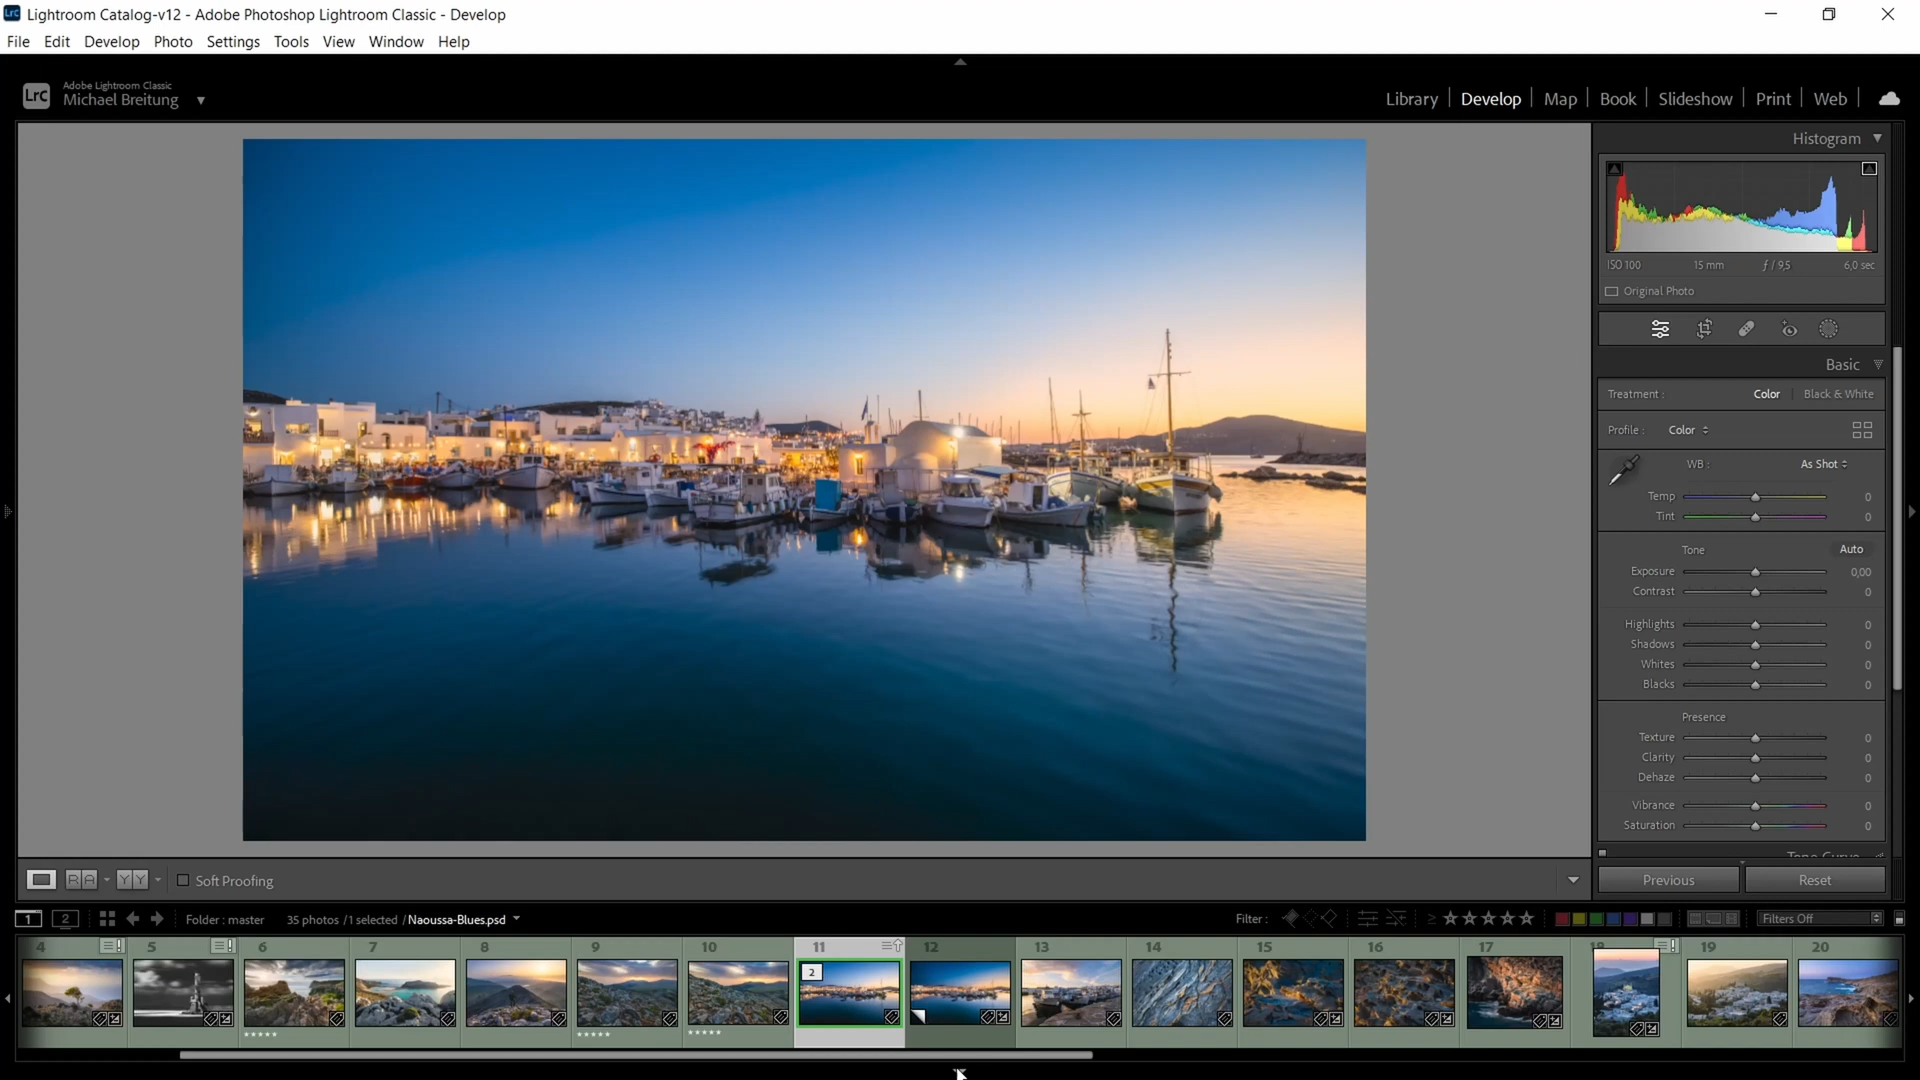 Lightroom Catalog-v12 - Adobe Photoshop Lightroom Classic - Develop
File Edit Develop Photo Settings Tools View Window Help
LrC Adobe Lightroom Classic
Michael Breitung
Library Develop Map Book Slideshow Print Web
Histogram
ISO 100 15 mm ƒ / 9,5 6,0 sec
Original Photo
Basic
Treatment : Color Black & White
Profile : Color
WB : As Shot
Temp 0
Tint 0
Tone Auto
Exposure 0,00
Contrast 0
Highlights 0
Shadows 0
Whites 0
Blacks 0
Presence
Texture 0
Clarity 0
Dehaze 0
Vibrance 0
Saturation 0
Tone Curve
R A Y Y Soft Proofing
Previous Reset
1 2 Folder : master 35 photos / 1 selected / Naoussa-Blues.psd Filter : Filters Off
4 5 6 7 8 9 10 11 12 13 14 15 16 17 18 19 20
2